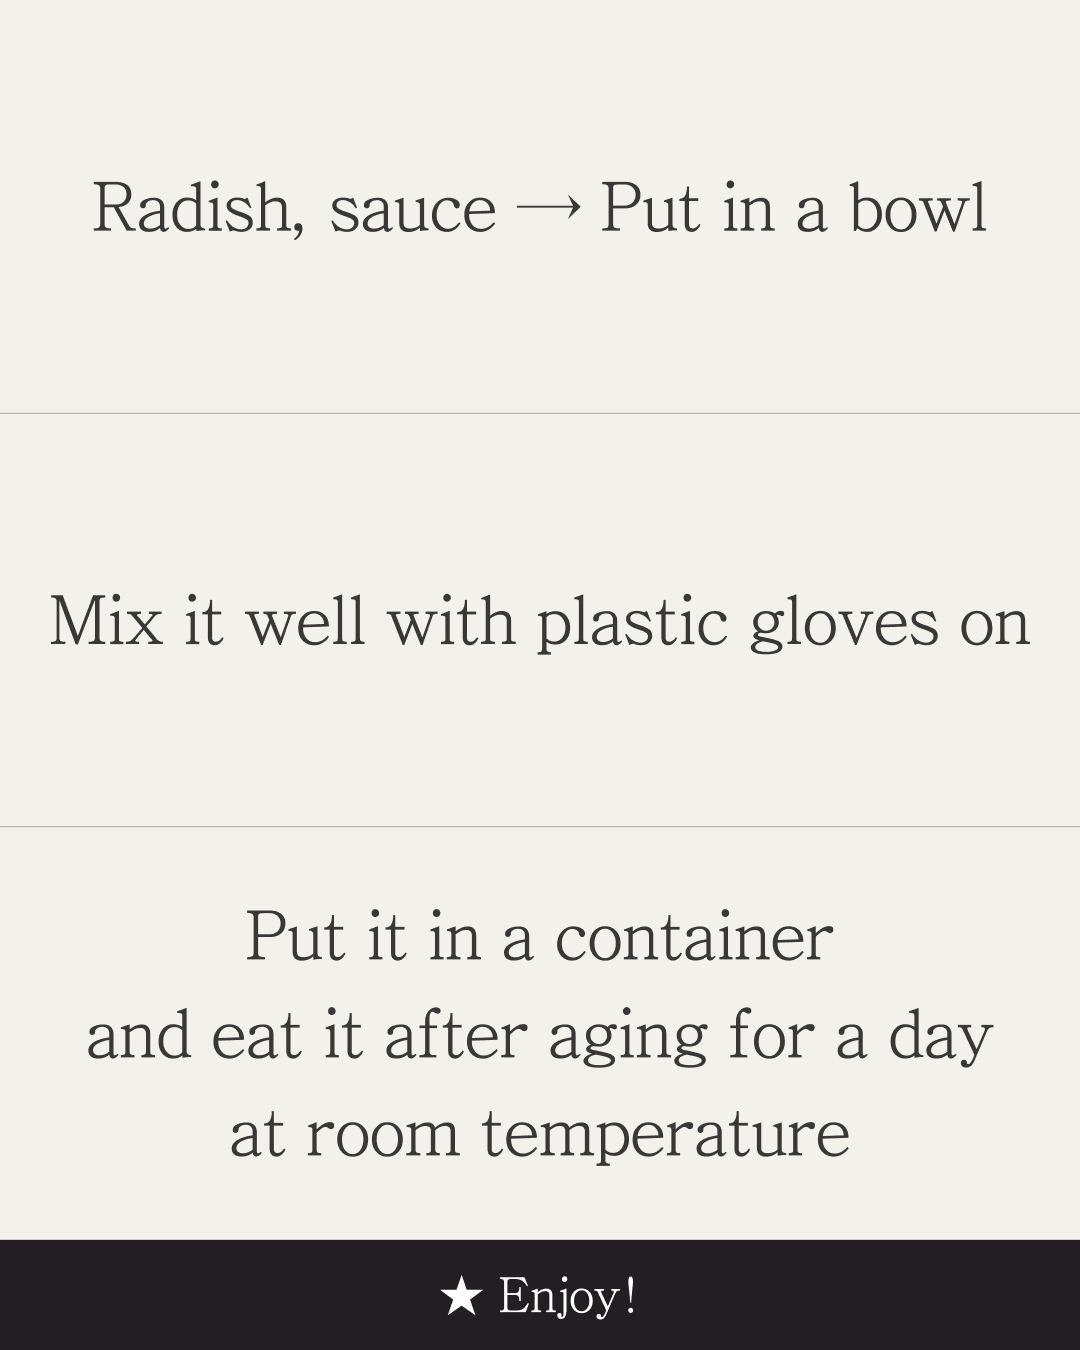 Radish, sauce → Put in a bowl
Mix it well with plastic gloves on
Put it in a container
and eat it after aging for a day
at room temperature
★ Enjoy!